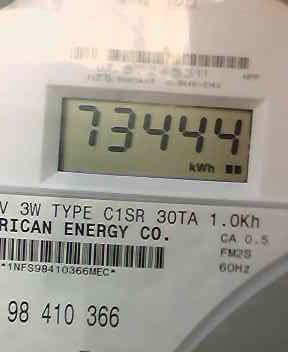 73444
kWh
V 3W TYPE C1SR 30TA 1.0Kh
RICAN ENERGY CO.
CA 0.5
FM2S
60Hz
*1NFS98410366MEC*
98 410 366